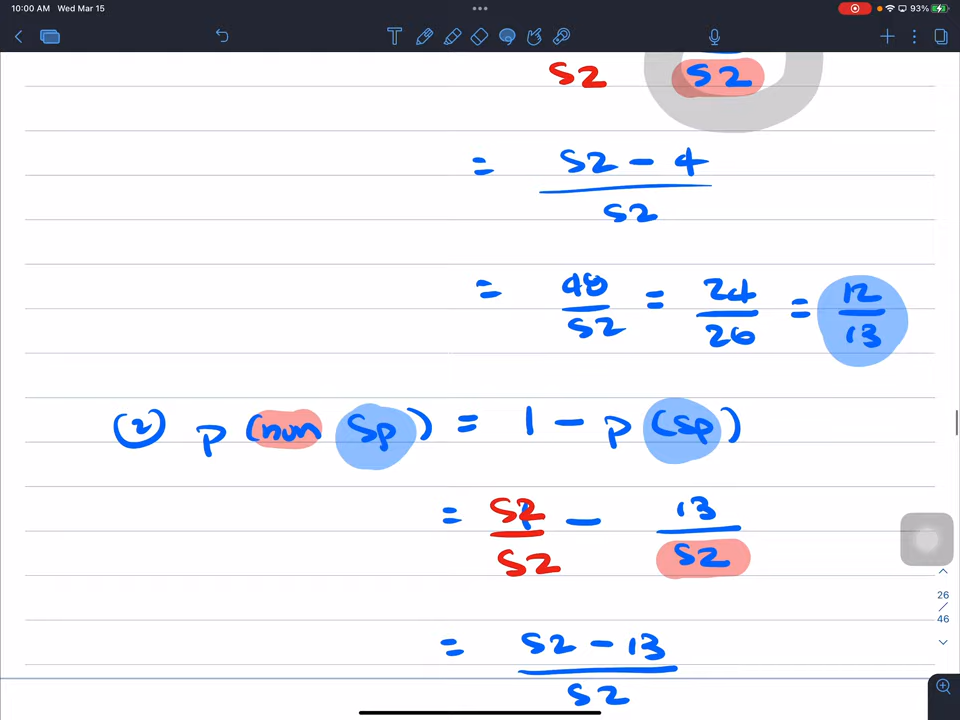 10:00 AM Wed Mar 15 93%
52 52
= 52 - 4
52
= 48/52 = 24/26 = 12/13
(2) P (non Sp) = 1 - P (Sp)
= 52/52 - 13/52
= 52 - 13
52
26
/
46